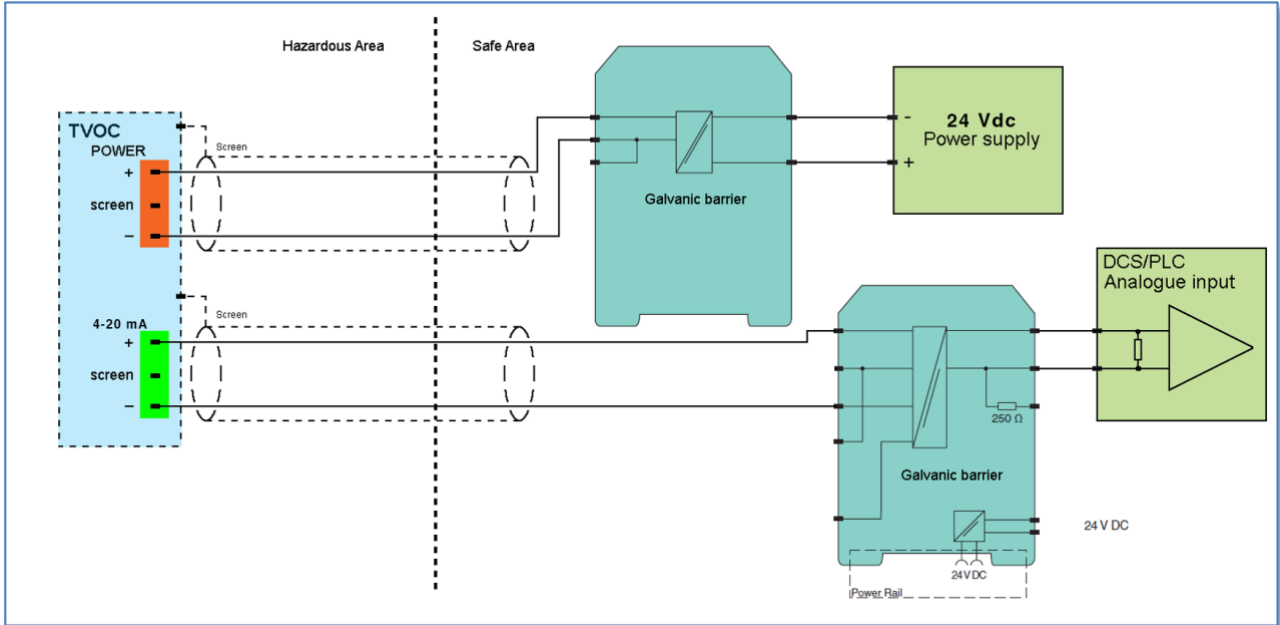 Hazardous Area
Safe Area
TVOC
POWER
+
screen
–
Screen
Galvanic barrier
24 Vdc
Power supply
-
+
4-20 mA
+
screen
–
Screen
DCS/PLC
Analogue input
250 Ω
Galvanic barrier
24 V DC
24V DC
Power Rail